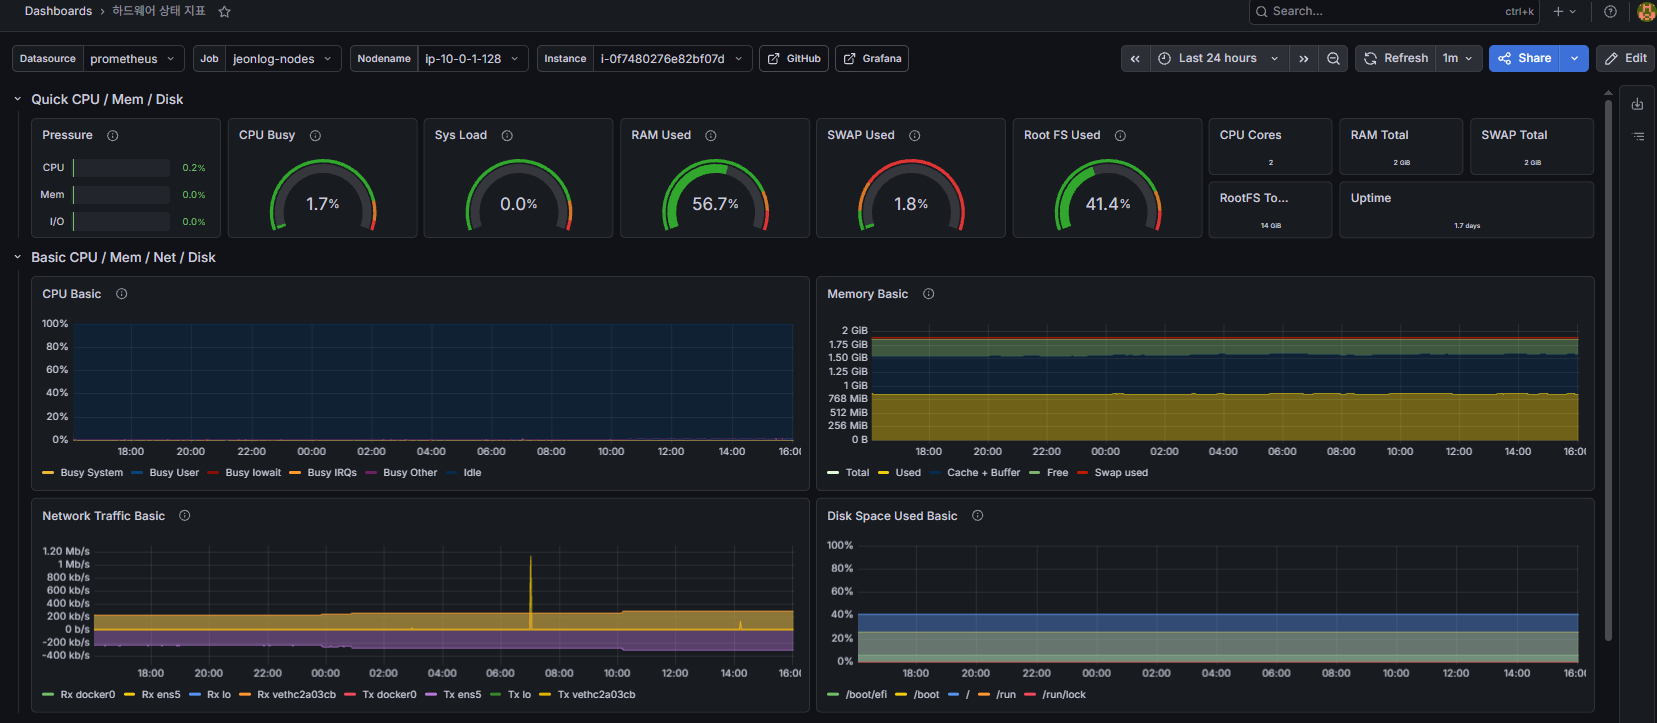 Dashboards › 하드웨어 상태 지표
Search... ctrl+k
Datasource prometheus Job jeonlog-nodes Nodename ip-10-0-1-128 Instance i-0f7480276e82bf07d GitHub Grafana Last 24 hours Refresh 1m Share Edit
Quick CPU / Mem / Disk
Pressure
CPU 0.2%
Mem 0.0%
I/O 0.0%
CPU Busy
1.7%
Sys Load
0.0%
RAM Used
56.7%
SWAP Used
1.8%
Root FS Used
41.4%
CPU Cores
2
RAM Total
2 GiB
SWAP Total
2 GiB
RootFS To...
14 GiB
Uptime
1.7 days
Basic CPU / Mem / Net / Disk
CPU Basic
100%
80%
60%
40%
20%
0%
18:00 20:00 22:00 00:00 02:00 04:00 06:00 08:00 10:00 12:00 14:00 16:00
Busy System Busy User Busy Iowait Busy IRQs Busy Other Idle
Memory Basic
2 GiB
1.75 GiB
1.50 GiB
1.25 GiB
1 GiB
768 MiB
512 MiB
256 MiB
0 B
18:00 20:00 22:00 00:00 02:00 04:00 06:00 08:00 10:00 12:00 14:00 16:00
Total Used Cache + Buffer Free Swap used
Network Traffic Basic
1.20 Mb/s
1 Mb/s
800 kb/s
600 kb/s
400 kb/s
200 kb/s
0 b/s
-200 kb/s
-400 kb/s
18:00 20:00 22:00 00:00 02:00 04:00 06:00 08:00 10:00 12:00 14:00 16:00
Rx docker0 Rx ens5 Rx lo Rx vethc2a03cb Tx docker0 Tx ens5 Tx lo Tx vethc2a03cb
Disk Space Used Basic
100%
80%
60%
40%
20%
0%
18:00 20:00 22:00 00:00 02:00 04:00 06:00 08:00 10:00 12:00 14:00 16:00
/boot/efi /boot / /run /run/lock